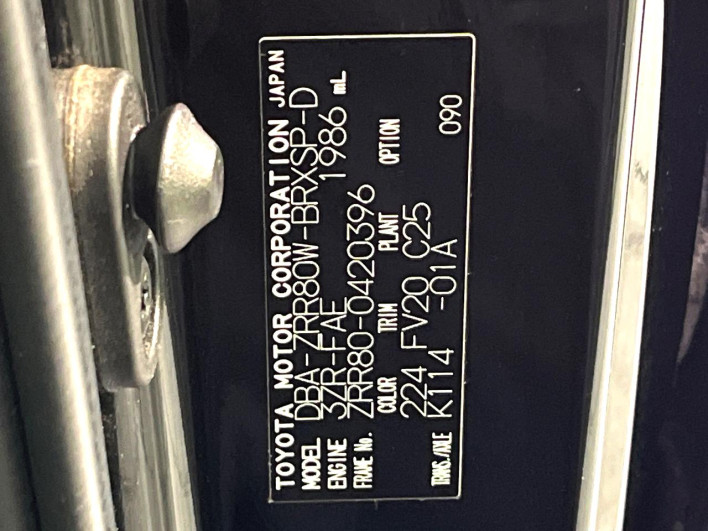 TOYOTA MOTOR CORPORATION JAPAN
MODEL DBA-ZRR80W-BRXSP-D
ENGINE 3ZR-FAE 1986 mL
FRAME No. ZRR80-0420396
COLOR TRIM PLANT OPTION
224 FV20 C25
TRANS./AXLE K114 -01A 090